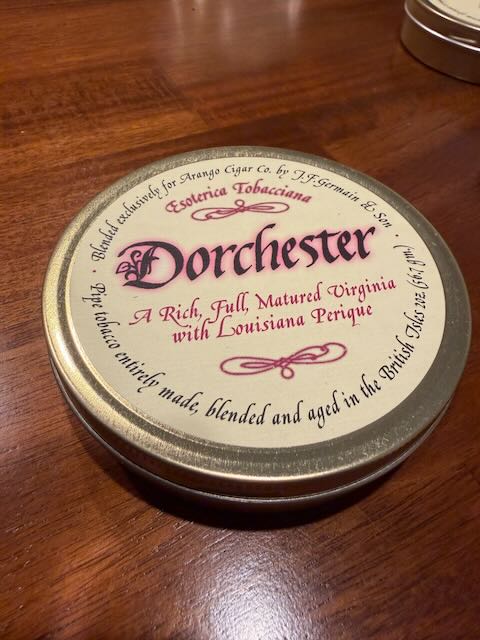 Blended exclusively for Arango Cigar Co. by J.F. Germain & Son
Esoterica Tobacciana
Dorchester
A Rich, Full, Matured Virginia
with Louisiana Perique
Pipe tobacco entirely made, blended and aged in the British Isles 2oz (56.7 gm.)